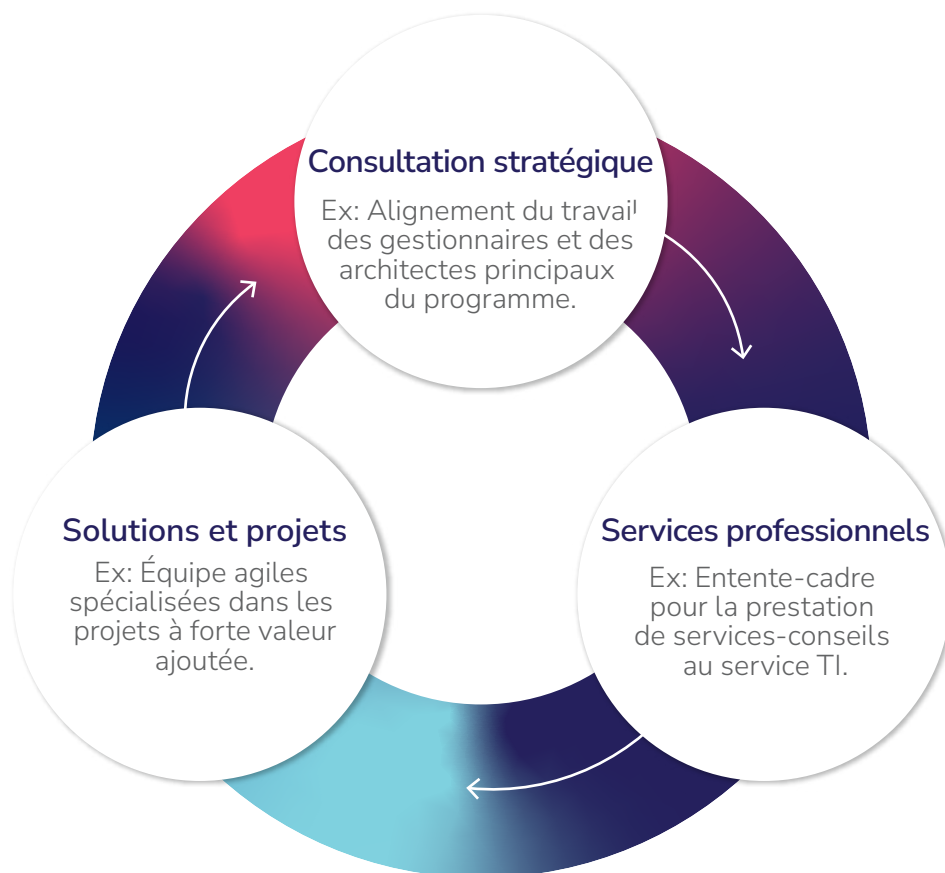 Consultation stratégique
Ex: Alignement du travail
des gestionnaires et des
architectes principaux
du programme.
Solutions et projets
Ex: Équipe agiles
spécialisées dans les
projets à forte valeur
ajoutée.
Services professionnels
Ex: Entente-cadre
pour la prestation
de services-conseils
au service TI.